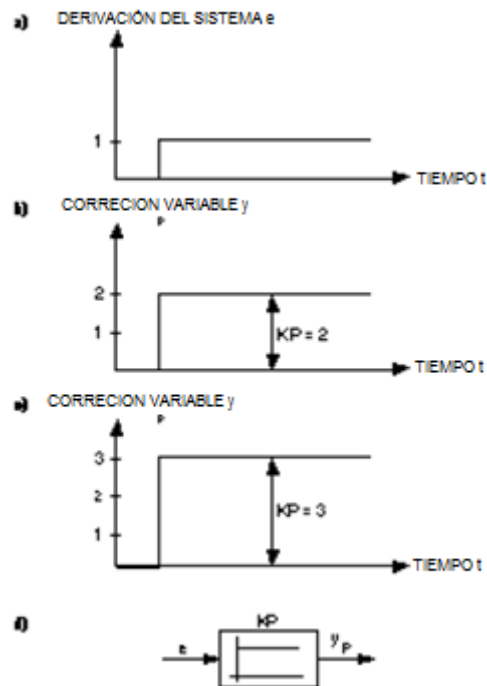 a) DERIVACIÓN DEL SISTEMA e
1
TIEMPO t
b) CORRECION VARIABLE y
P
2
1
KP = 2
TIEMPO t
CORRECION VARIABLE y
P
3
2
1
KP = 3
TIEMPO t
KP
e
y P